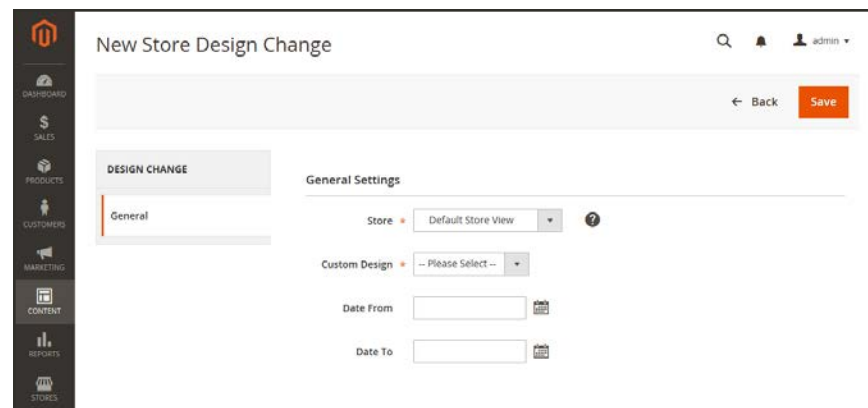 New Store Design Change
admin
← Back
Save
DASHBOARD
SALES
PRODUCTS
CUSTOMERS
MARKETING
CONTENT
REPORTS
STORES
DESIGN CHANGE
General
General Settings
Store * Default Store View
Custom Design * -- Please Select --
Date From
Date To